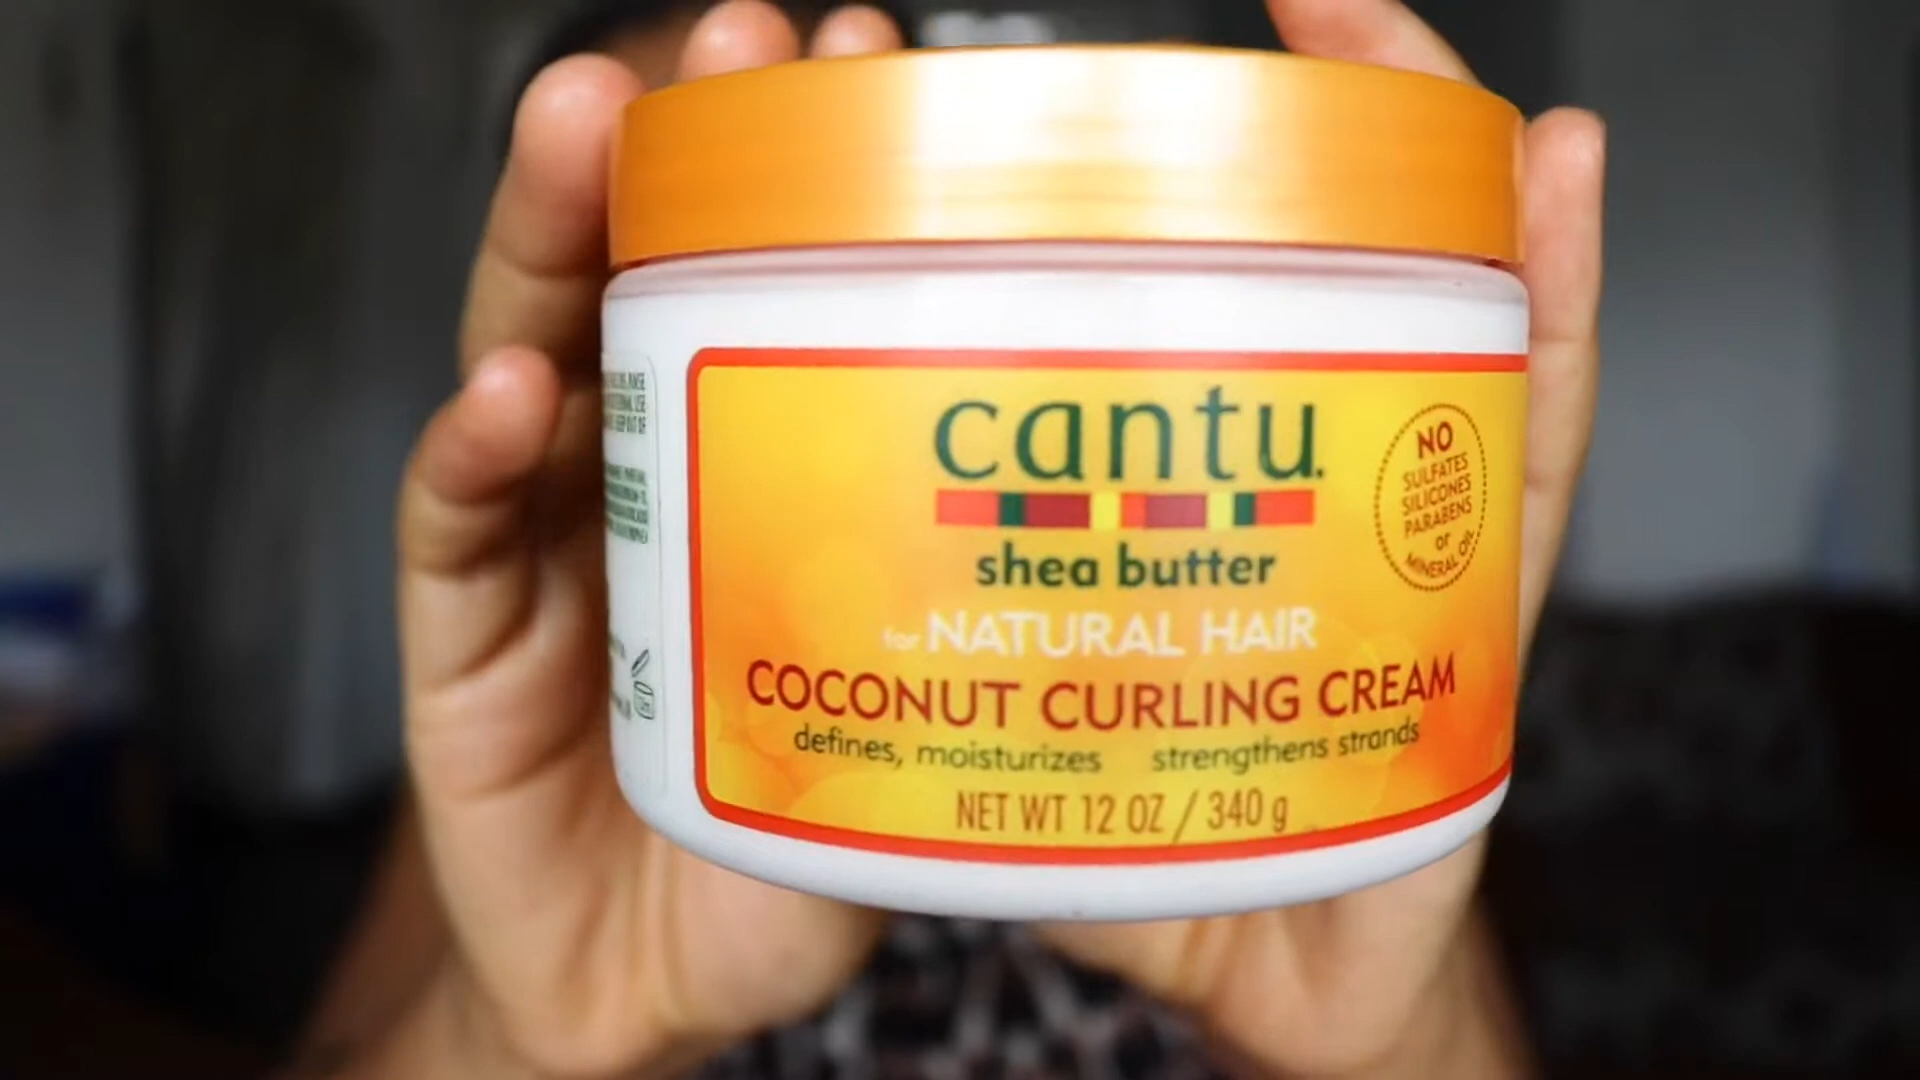 cantu.
shea butter
for NATURAL HAIR
COCONUT CURLING CREAM
defines, moisturizes strengthens strands
NET WT 12 OZ / 340 g
NO
SULFATES
SILICONES
PARABENS
or
MINERAL OIL